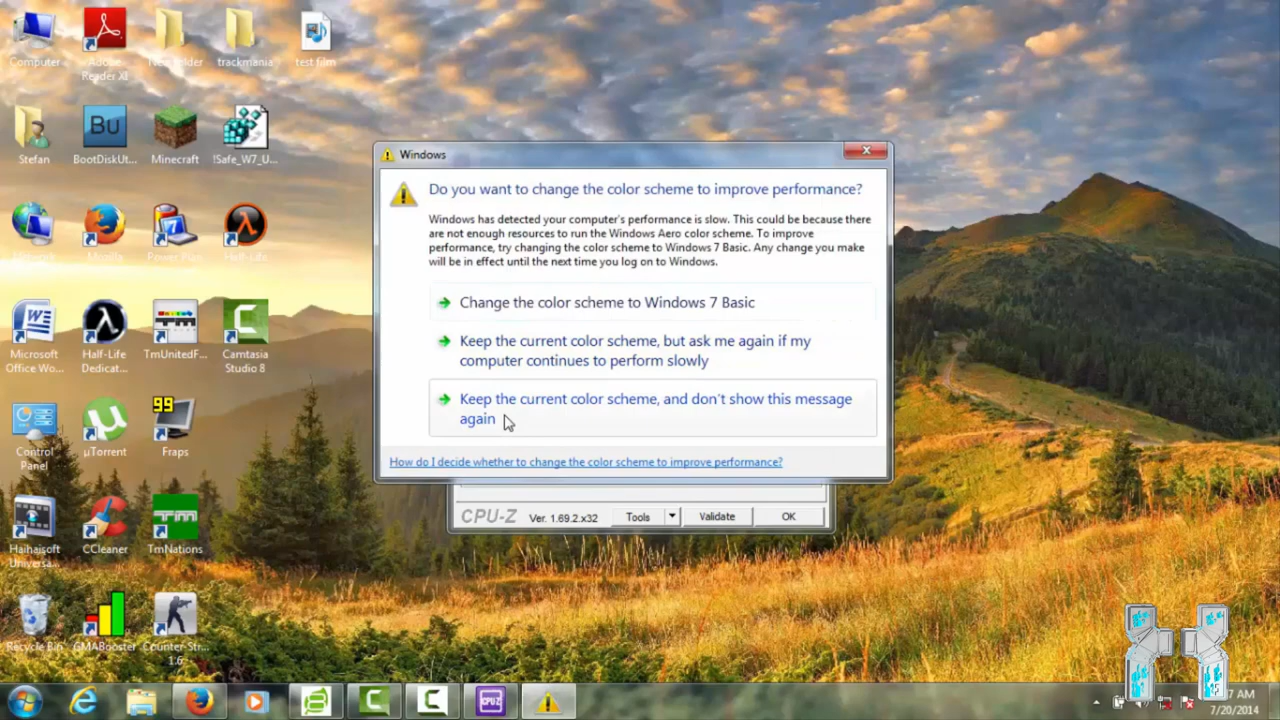 Computer
Adobe
Reader XI
New folder
trackmania
test film
Stefan
Bu
BootDiskUt...
Minecraft
!Safe_W7_U...
Network
Mozilla
Power Plan
Half-Life
Microsoft
Office Wo...
Half-Life
Dedicat...
TmUnitedF...
Camtasia
Studio 8
Control
Panel
µTorrent
99
Fraps
Haihaisoft
Universa...
CCleaner
TmNations
Recycle Bin
GMABooster
Counter-Str...
1.6
Windows
Do you want to change the color scheme to improve performance?
Windows has detected your computer's performance is slow. This could be because there
are not enough resources to run the Windows Aero color scheme. To improve
performance, try changing the color scheme to Windows 7 Basic. Any change you make
will be in effect until the next time you log on to Windows.
Change the color scheme to Windows 7 Basic
Keep the current color scheme, but ask me again if my
computer continues to perform slowly
Keep the current color scheme, and don't show this message
again
How do I decide whether to change the color scheme to improve performance?
CPU-Z Ver. 1.69.2.x32 Tools Validate OK
CPU-Z
7 AM
7/20/2014